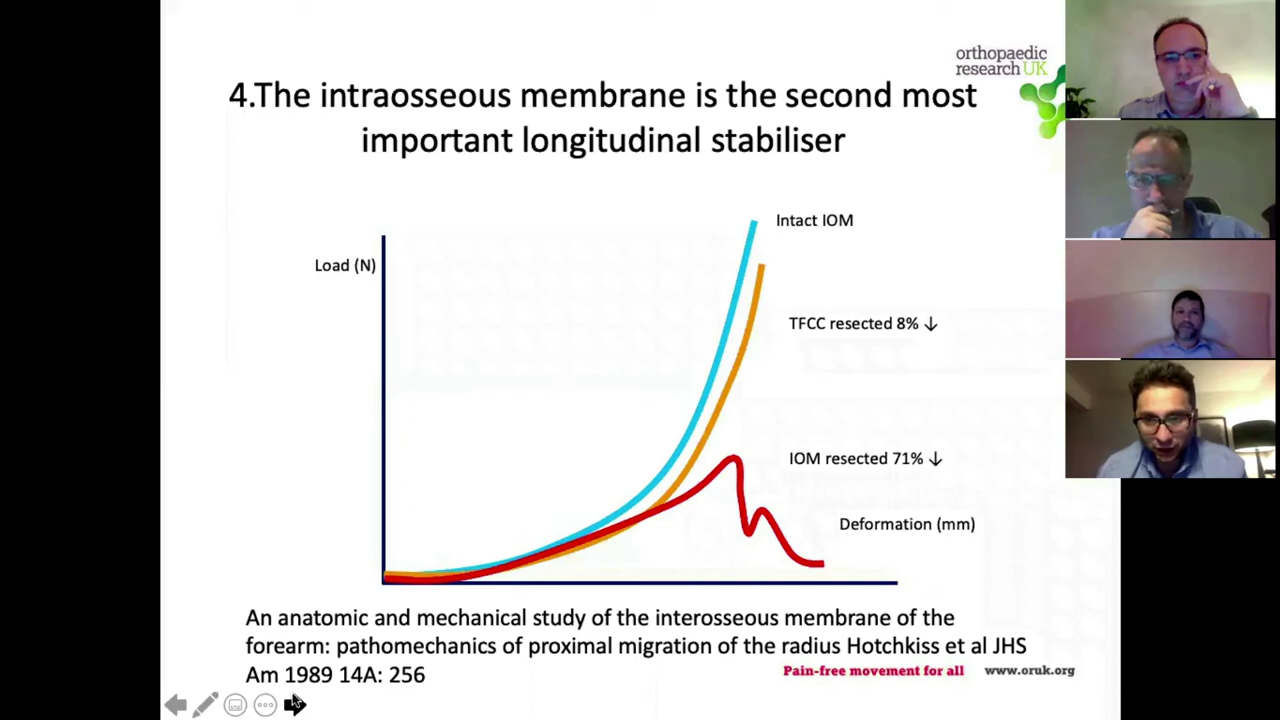 orthopaedic
research UK
4.The intraosseous membrane is the second most
important longitudinal stabiliser
Intact IOM
Load (N)
TFCC resected 8% ↓
IOM resected 71% ↓
Deformation (mm)
An anatomic and mechanical study of the interosseous membrane of the
forearm: pathomechanics of proximal migration of the radius Hotchkiss et al JHS
Am 1989 14A: 256
Pain-free movement for all www.oruk.org